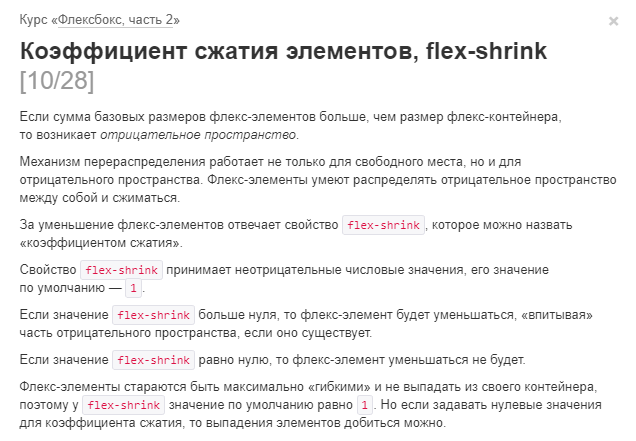 Курс «Флексбокс, часть 2»
×
Коэффициент сжатия элементов, flex-shrink
[10/28]
Если сумма базовых размеров флекс-элементов больше, чем размер флекс-контейнера,
то возникает отрицательное пространство.
Механизм перераспределения работает не только для свободного места, но и для
отрицательного пространства. Флекс-элементы умеют распределять отрицательное пространство
между собой и сжиматься.
За уменьшение флекс-элементов отвечает свойство flex-shrink, которое можно назвать
«коэффициентом сжатия».
Свойство flex-shrink принимает неотрицательные числовые значения, его значение
по умолчанию — 1.
Если значение flex-shrink больше нуля, то флекс-элемент будет уменьшаться, «впитывая»
часть отрицательного пространства, если оно существует.
Если значение flex-shrink равно нулю, то флекс-элемент уменьшаться не будет.
Флекс-элементы стараются быть максимально «гибкими» и не выпадать из своего контейнера,
поэтому у flex-shrink значение по умолчанию равно 1. Но если задавать нулевые значения
для коэффициента сжатия, то выпадения элементов добиться можно.